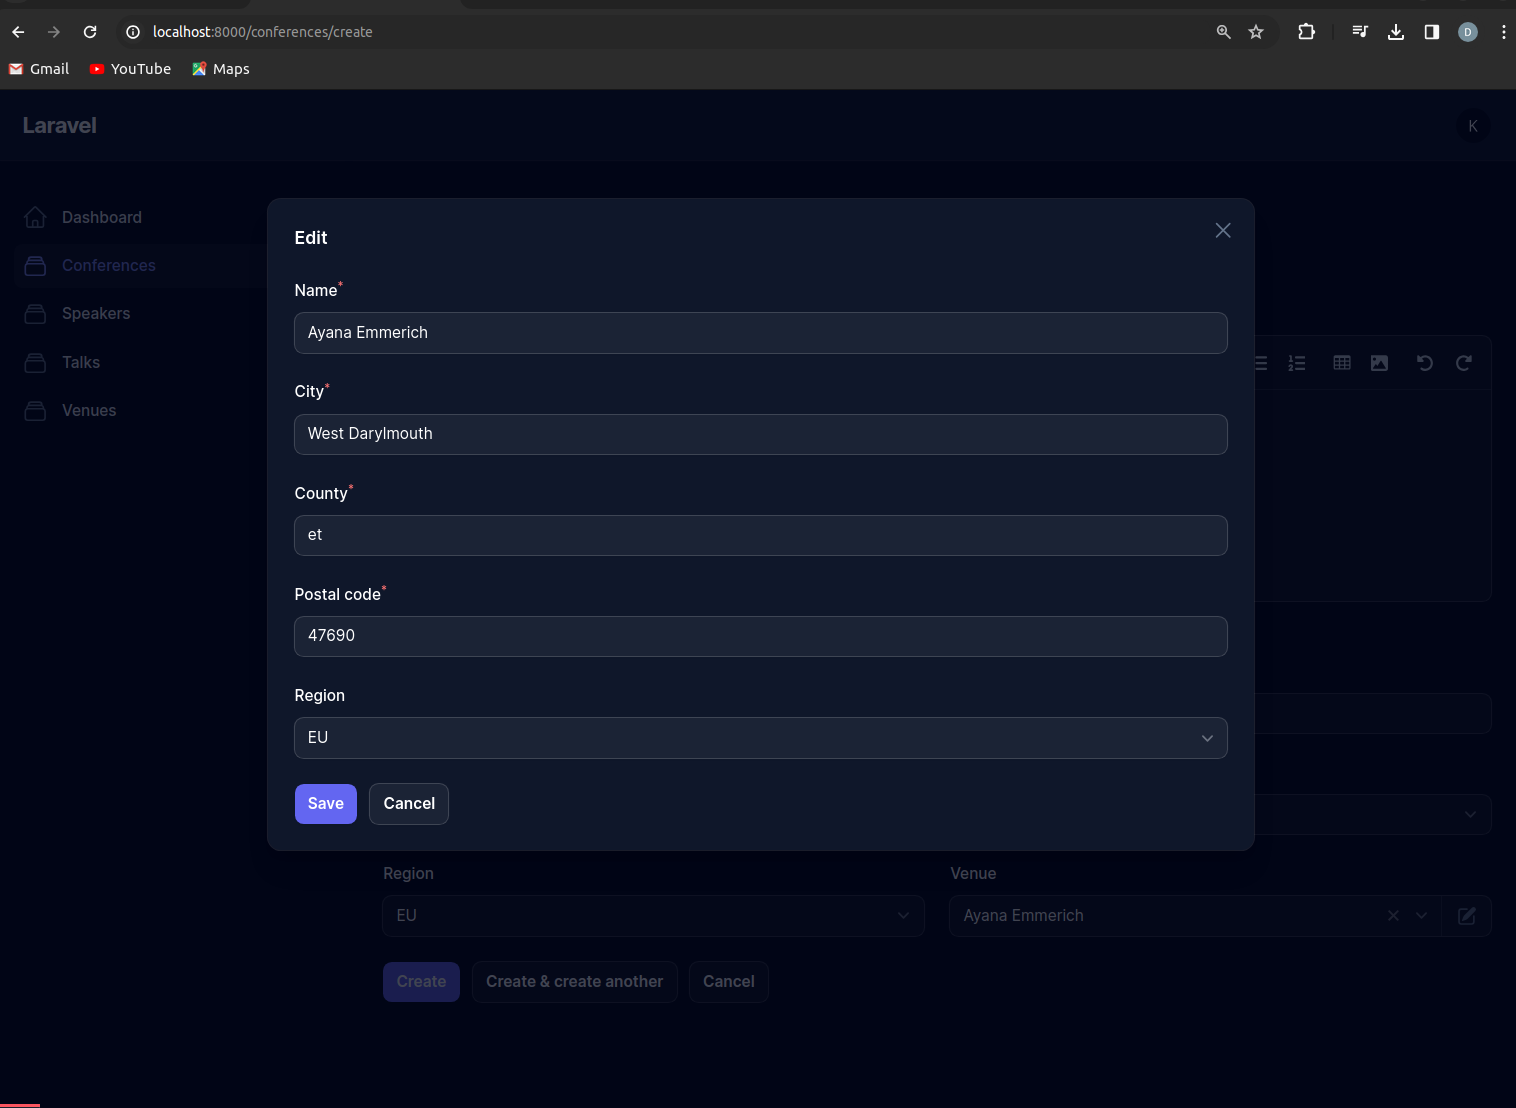 localhost:8000/conferences/create
D
Gmail YouTube Maps
Laravel
K
Dashboard
Conferences
Speakers
Talks
Venues
Edit
Name*
Ayana Emmerich
City*
West Darylmouth
County*
et
Postal code*
47690
Region
EU
Save Cancel
Region Venue
EU Ayana Emmerich
Create Create & create another Cancel